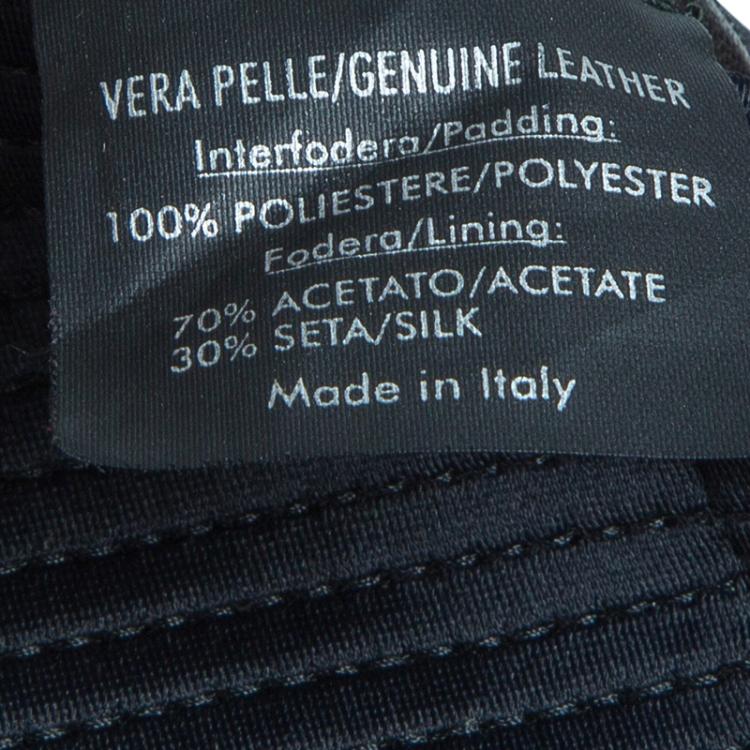 VERA PELLE/GENUINE LEATHER
Interfodera/Padding:
100% POLIESTERE/POLYESTER
Fodera/Lining:
70% ACETATO/ACETATE
30% SETA/SILK
Made in Italy